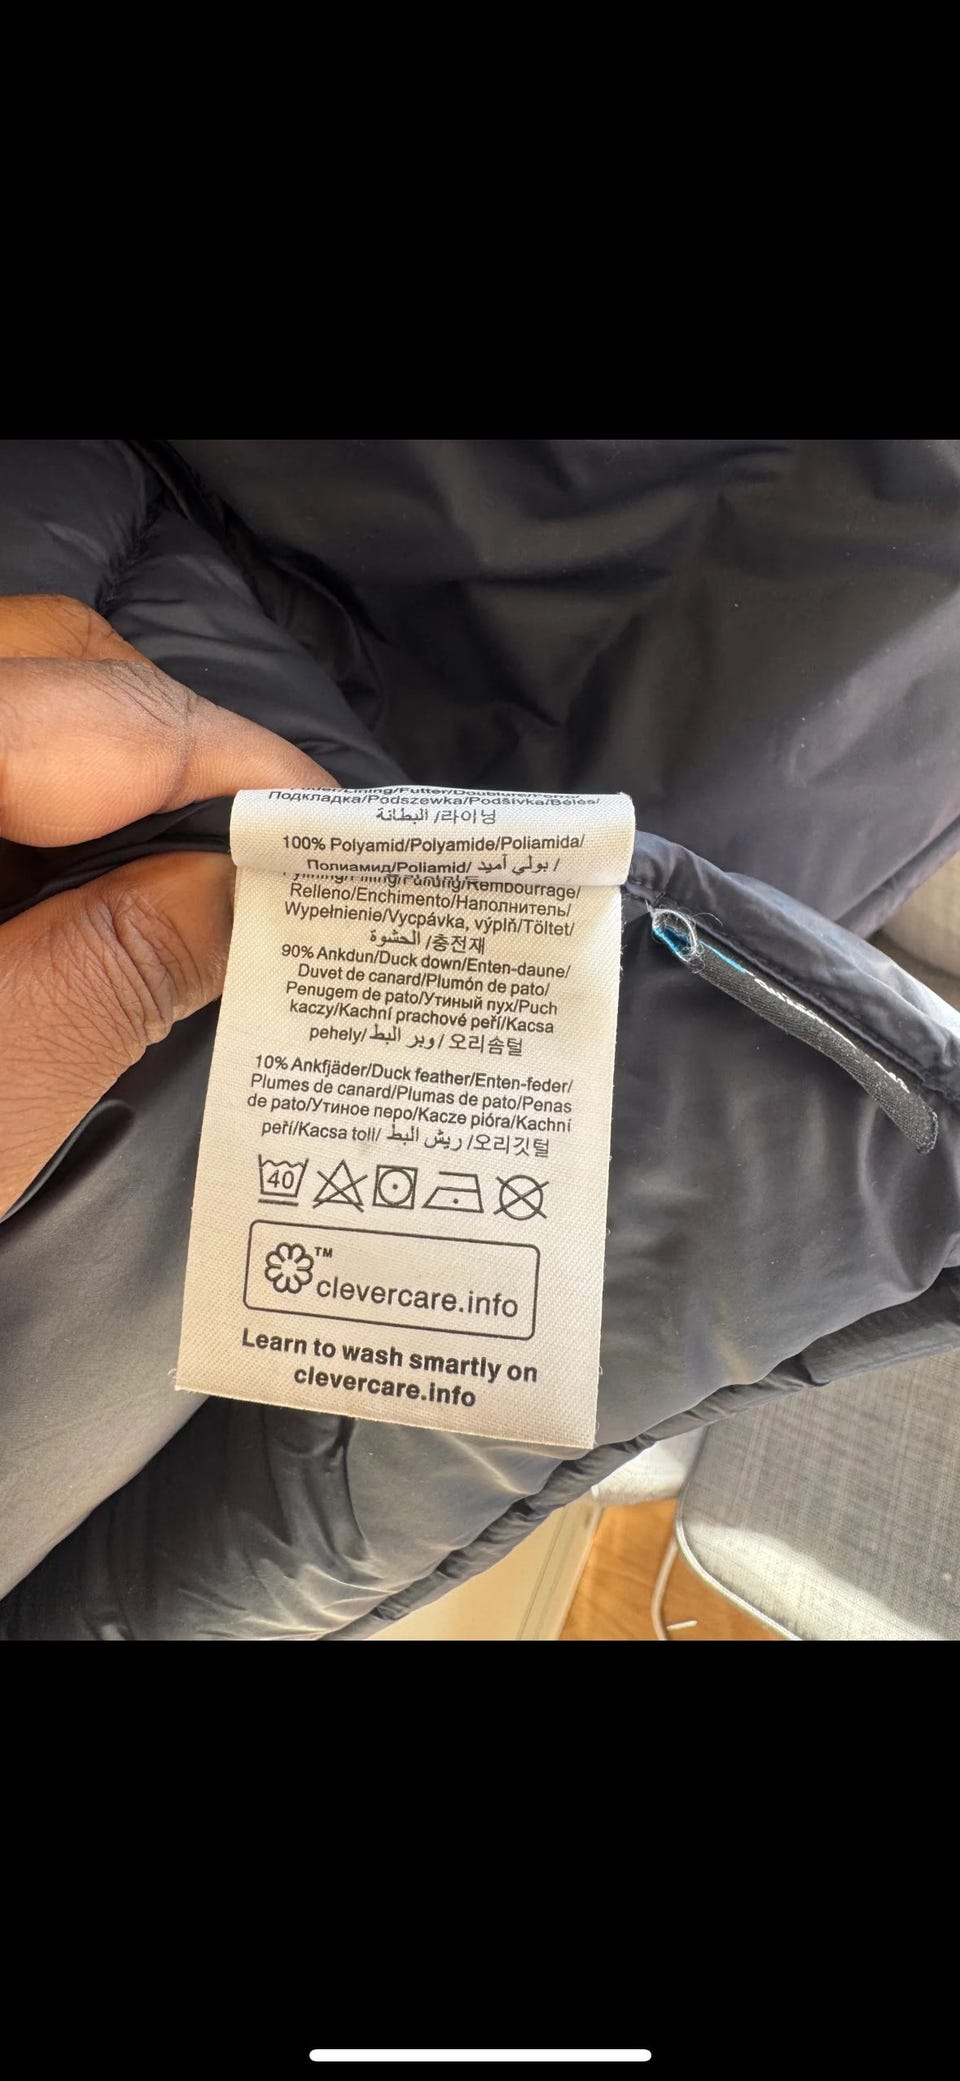 Подкладка/Podszewka/Podšívka/Bélés/
البطانة /라이닝
100% Polyamid/Polyamide/Poliamida/
Полиамид/Poliamid/ بولي أميد /
Rembourrage/
Relleno/Enchimento/Наполнитель/
Wypełnienie/Vycpávka, výplň/Töltet/
الحشوة /충전재
90% Ankdun/Duck down/Enten-daune/
Duvet de canard/Plumón de pato/
Penugem de pato/Утиный пух/Puch
kaczy/Kachní prachové peří/Kacsa
pehely/ وبر البط / 오리솜털
10% Ankfjäder/Duck feather/Enten-feder/
Plumes de canard/Plumas de pato/Penas
de pato/Утиное перо/Kacze pióra/Kachní
peří/Kacsa toll/ ريش البط /오리깃털
40
™
clevercare.info
Learn to wash smartly on
clevercare.info